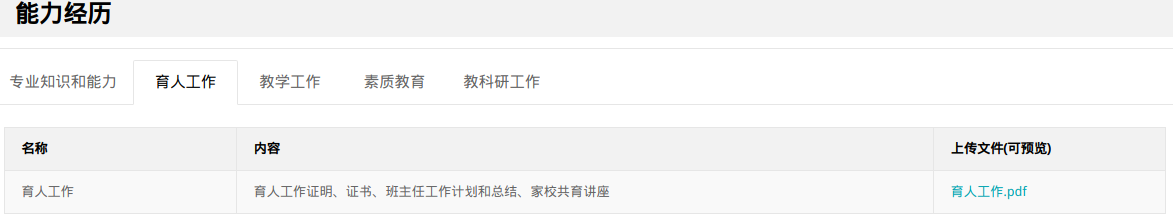 能力经历
专业知识和能力 育人工作 教学工作 素质教育 教科研工作
名称 内容 上传文件(可预览)
育人工作 育人工作证明、证书、班主任工作计划和总结、家校共育讲座 育人工作.pdf